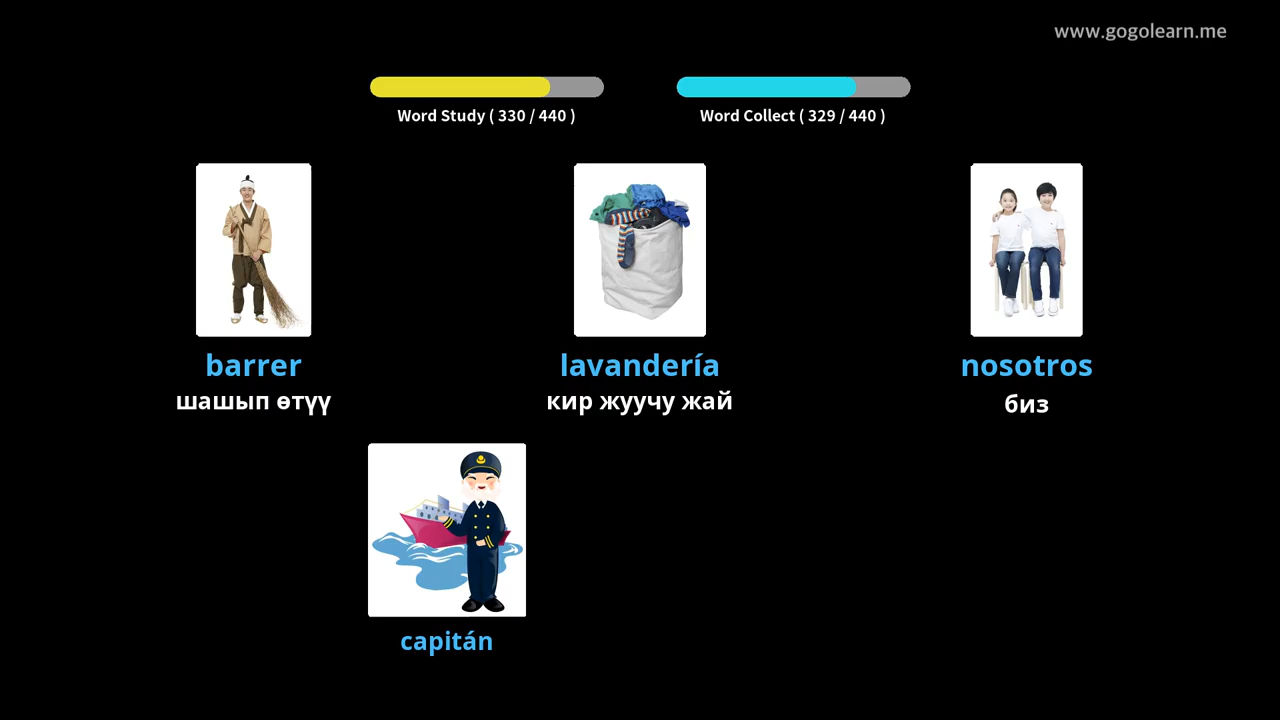 www.gogolearn.me
Word Study ( 330 / 440 )
Word Collect ( 329 / 440 )
barrer
шашып өтүү
lavandería
кир жуучу жай
nosotros
биз
capitán